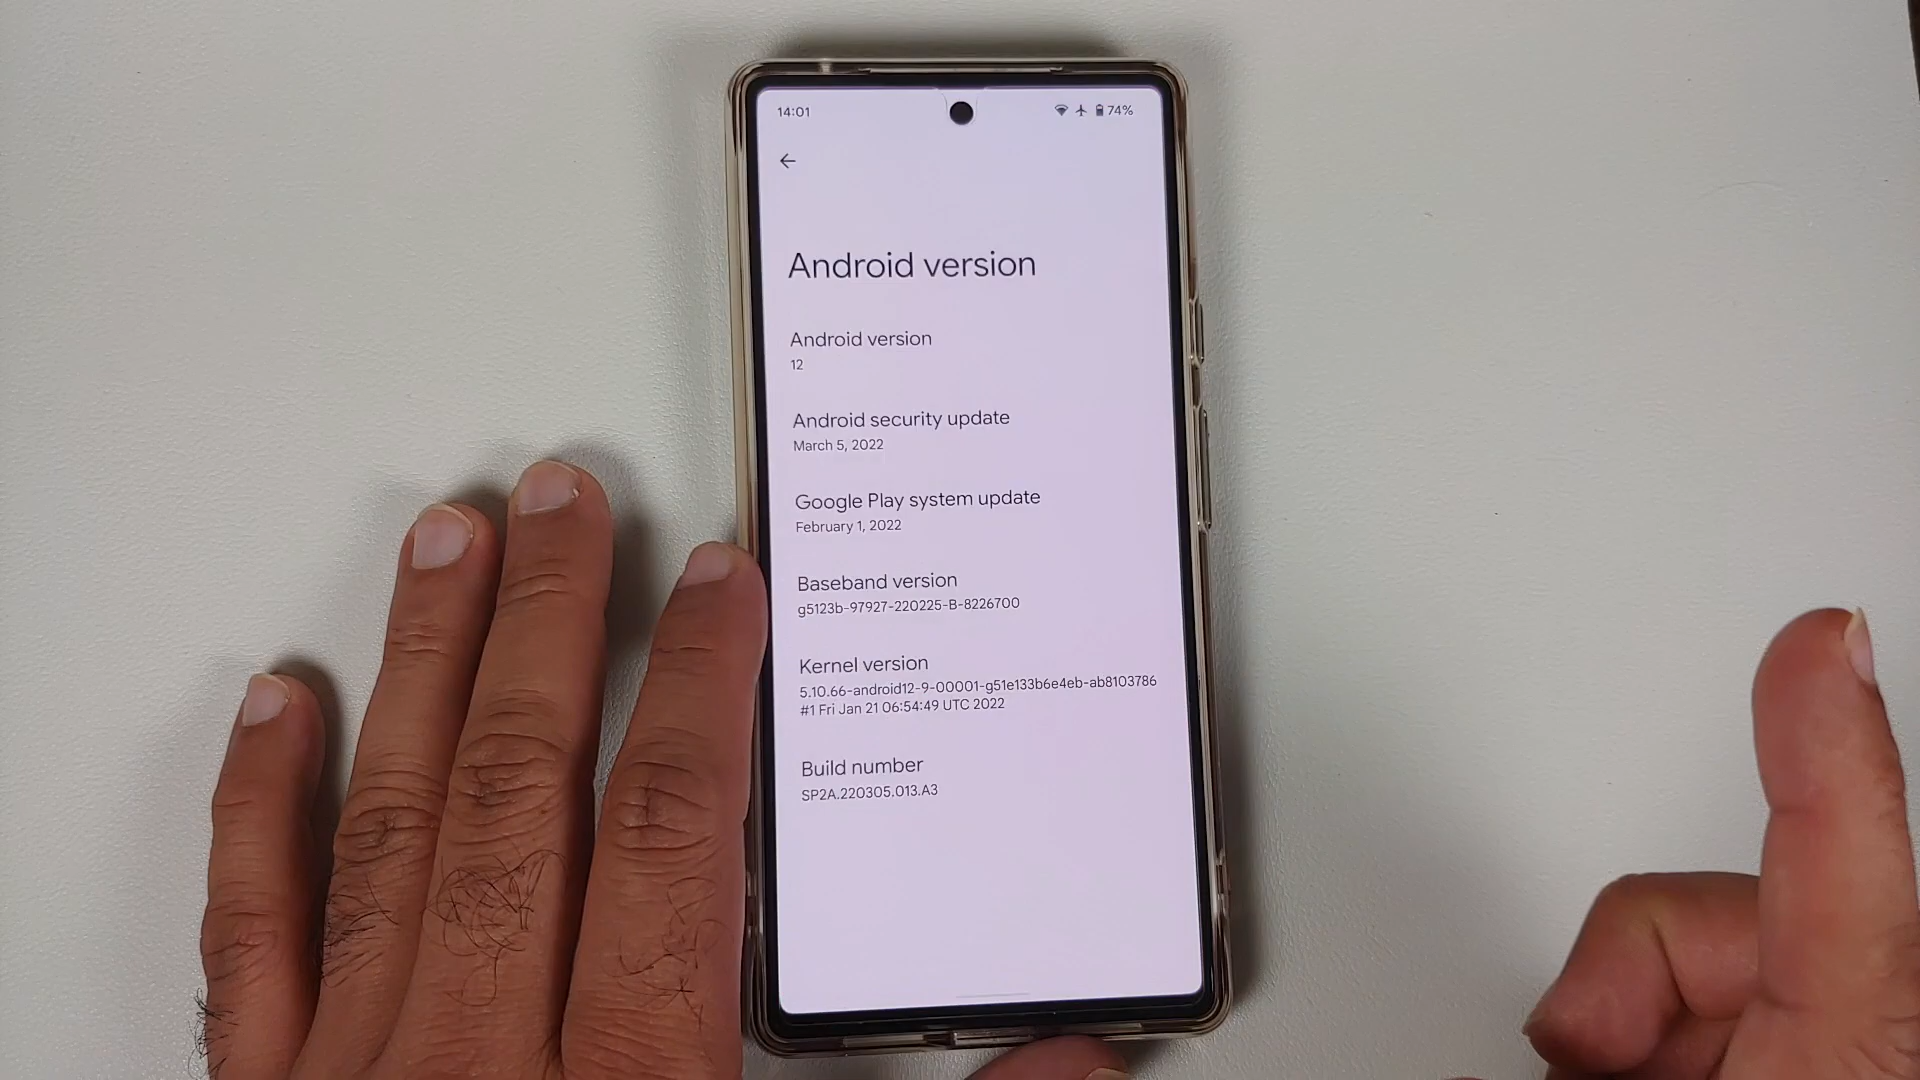 14:01
74%
Android version
Android version
12
Android security update
March 5, 2022
Google Play system update
February 1, 2022
Baseband version
g5123b-97927-220225-B-8226700
Kernel version
5.10.66-android12-9-00001-g51e133b6e4eb-ab8103786
#1 Fri Jan 21 06:54:49 UTC 2022
Build number
SP2A.220305.013.A3